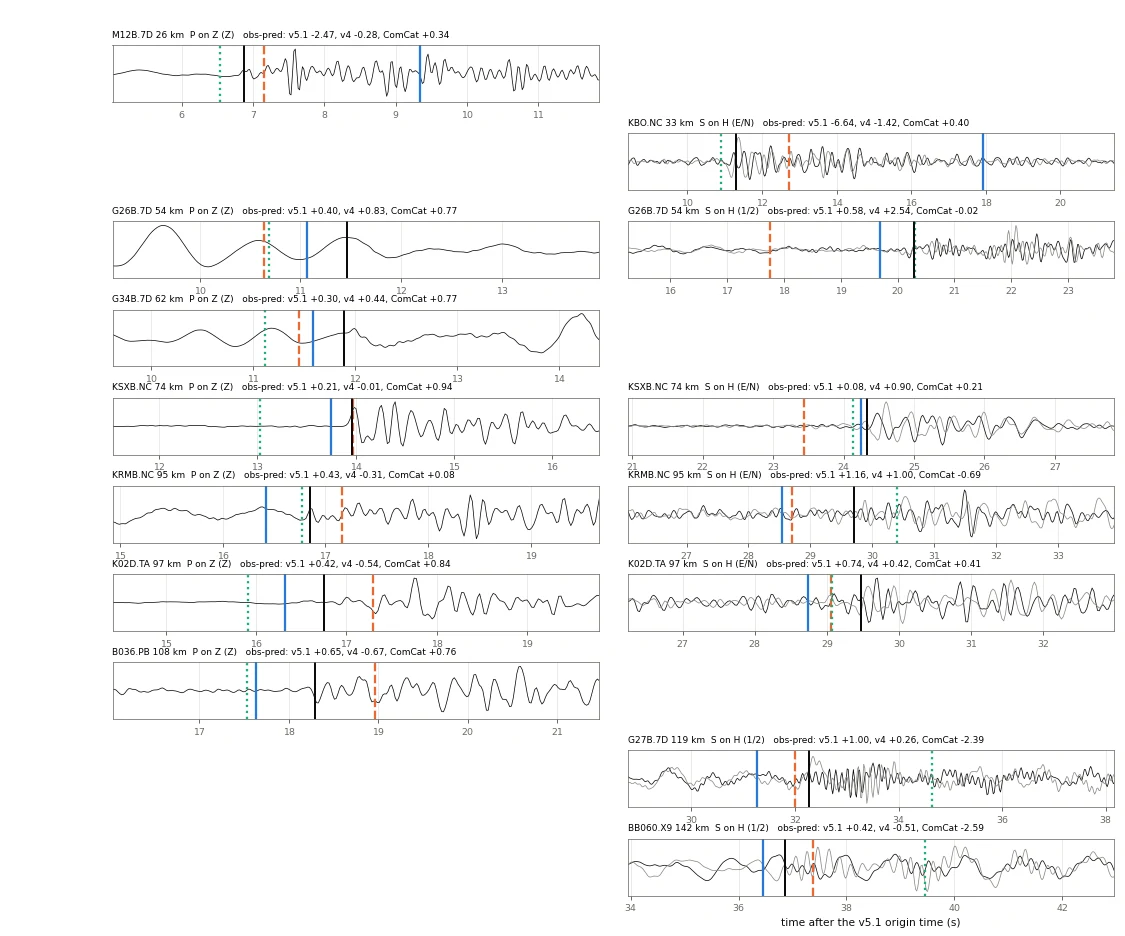 M12B.7D 26 km  P on Z (Z)   obs-pred: v5.1 -2.47, v4 -0.28, ComCat +0.34
6 7 8 9 10 11
KBO.NC 33 km  S on H (E/N)   obs-pred: v5.1 -6.64, v4 -1.42, ComCat +0.40
10 12 14 16 18 20
G26B.7D 54 km  P on Z (Z)   obs-pred: v5.1 +0.40, v4 +0.83, ComCat +0.77
10 11 12 13
G26B.7D 54 km  S on H (1/2)   obs-pred: v5.1 +0.58, v4 +2.54, ComCat -0.02
16 17 18 19 20 21 22 23
G34B.7D 62 km  P on Z (Z)   obs-pred: v5.1 +0.30, v4 +0.44, ComCat +0.77
10 11 12 13 14
KSXB.NC 74 km  P on Z (Z)   obs-pred: v5.1 +0.21, v4 -0.01, ComCat +0.94
12 13 14 15 16
KSXB.NC 74 km  S on H (E/N)   obs-pred: v5.1 +0.08, v4 +0.90, ComCat +0.21
21 22 23 24 25 26 27
KRMB.NC 95 km  P on Z (Z)   obs-pred: v5.1 +0.43, v4 -0.31, ComCat +0.08
15 16 17 18 19
KRMB.NC 95 km  S on H (E/N)   obs-pred: v5.1 +1.16, v4 +1.00, ComCat -0.69
27 28 29 30 31 32 33
K02D.TA 97 km  P on Z (Z)   obs-pred: v5.1 +0.42, v4 -0.54, ComCat +0.84
15 16 17 18 19
K02D.TA 97 km  S on H (E/N)   obs-pred: v5.1 +0.74, v4 +0.42, ComCat +0.41
27 28 29 30 31 32
B036.PB 108 km  P on Z (Z)   obs-pred: v5.1 +0.65, v4 -0.67, ComCat +0.76
17 18 19 20 21
G27B.7D 119 km  S on H (1/2)   obs-pred: v5.1 +1.00, v4 +0.26, ComCat -2.39
30 32 34 36 38
BB060.X9 142 km  S on H (1/2)   obs-pred: v5.1 +0.42, v4 -0.51, ComCat -2.59
34 36 38 40 42
time after the v5.1 origin time (s)